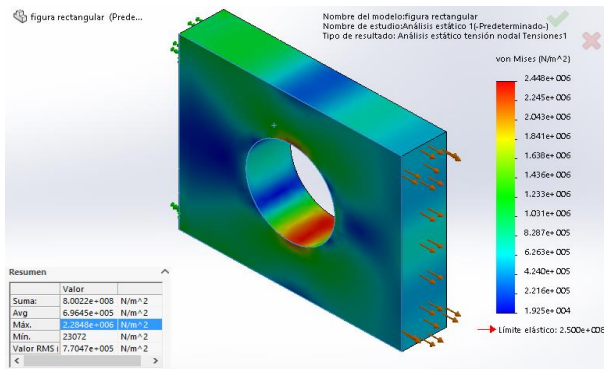 figura rectangular (Prede...
Nombre del modelo:figura rectangular
Nombre de estudio:Análisis estático 1(-Predeterminado-)
Tipo de resultado: Análisis estático tensión nodal Tensiones1
von Mises (N/m^2)
2.448e+006
2.245e+006
2.043e+006
1.841e+006
1.638e+006
1.436e+006
1.233e+006
1.031e+006
8.287e+005
6.263e+005
4.240e+005
2.216e+005
1.925e+004
Límite elástico: 2.500e+008
Resumen
Valor
Suma: 8.0022e+008 N/m^2
Avg 6.9645e+005 N/m^2
Máx. 2.2848e+006 N/m^2
Mín. 23072 N/m^2
Valor RMS 7.7047e+005 N/m^2